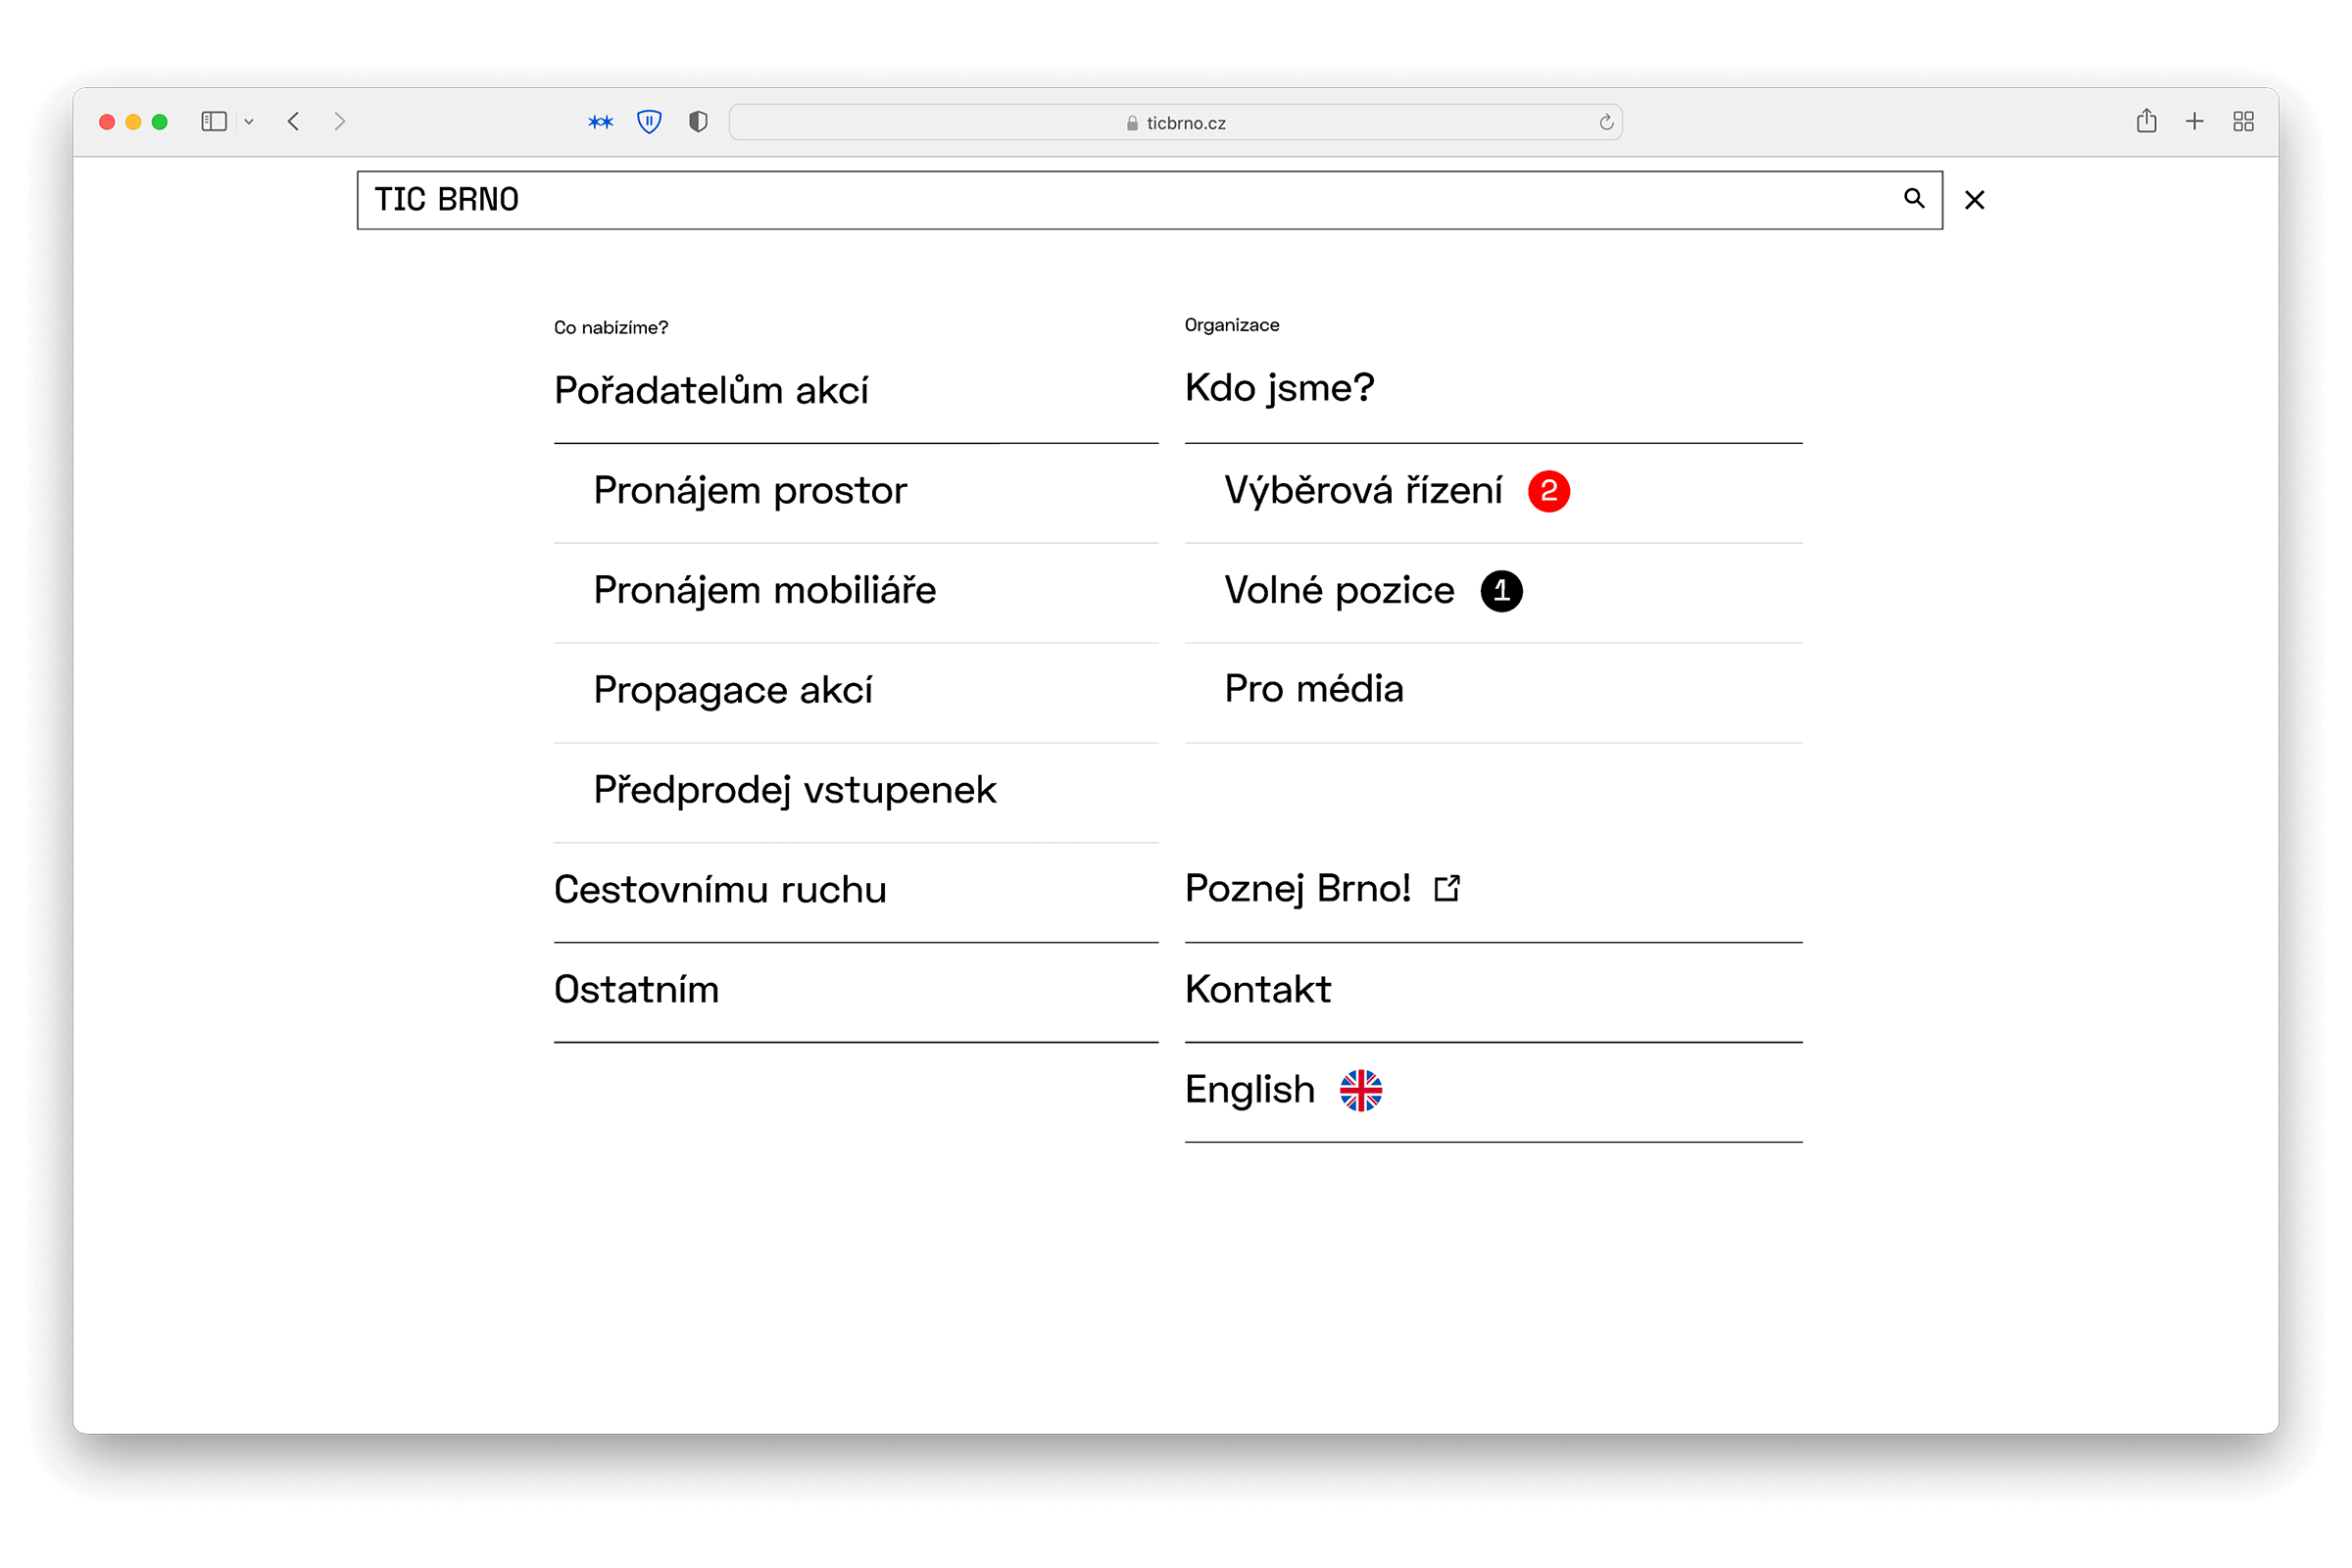 ticbrno.cz
TIC BRNO
Co nabízíme?
Pořadatelům akcí
Pronájem prostor
Pronájem mobiliáře
Propagace akcí
Předprodej vstupenek
Cestovnímu ruchu
Ostatním
Organizace
Kdo jsme?
Výběrová řízení 2
Volné pozice 1
Pro média
Poznej Brno!
Kontakt
English